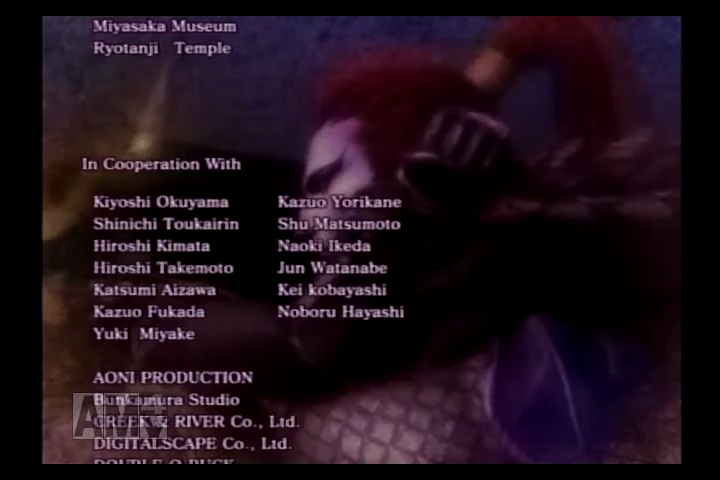 Miyasaka Museum
Ryotanji Temple
In Cooperation With
Kiyoshi Okuyama Kazuo Yorikane
Shinichi Toukairin Shu Matsumoto
Hiroshi Kimata Naoki Ikeda
Hiroshi Takemoto Jun Watanabe
Katsumi Aizawa Kei kobayashi
Kazuo Fukada Noboru Hayashi
Yuki Miyake
AONI PRODUCTION
Bunkamura Studio
CREEK & RIVER Co., Ltd.
DIGITALSCAPE Co., Ltd.